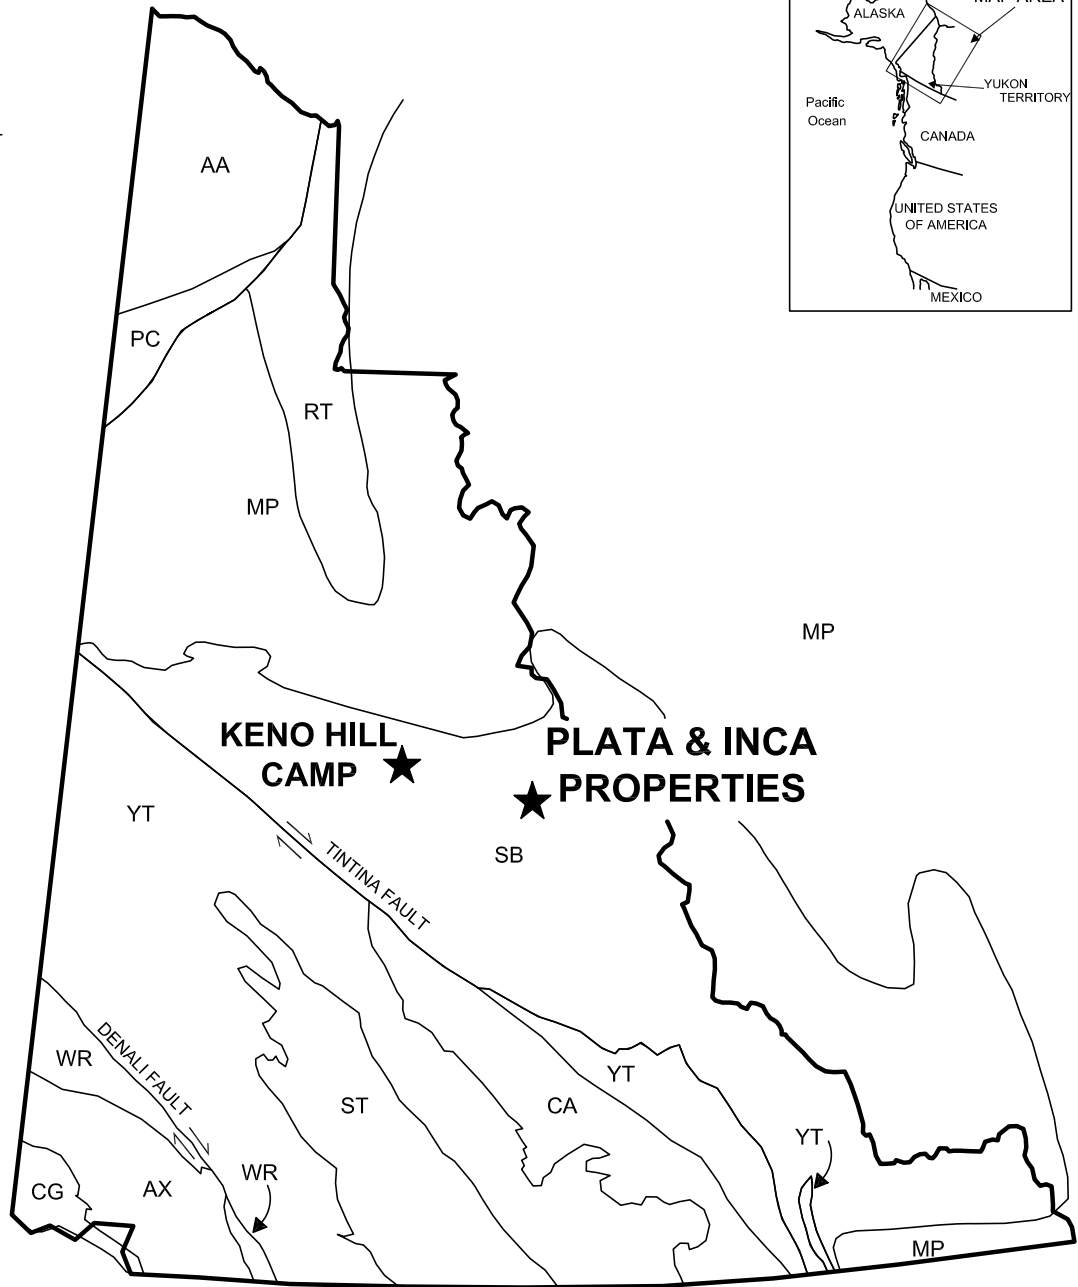 ALASKA
MAP AREA
YUKON
TERRITORY
Pacific
Ocean
CANADA
UNITED STATES
OF AMERICA
MEXICO
AA
PC
RT
MP
MP
KENO HILL
CAMP
PLATA & INCA
PROPERTIES
YT
SB
TINTINA FAULT
DENALI FAULT
WR
YT
ST
CA
YT
WR
CG
AX
MP